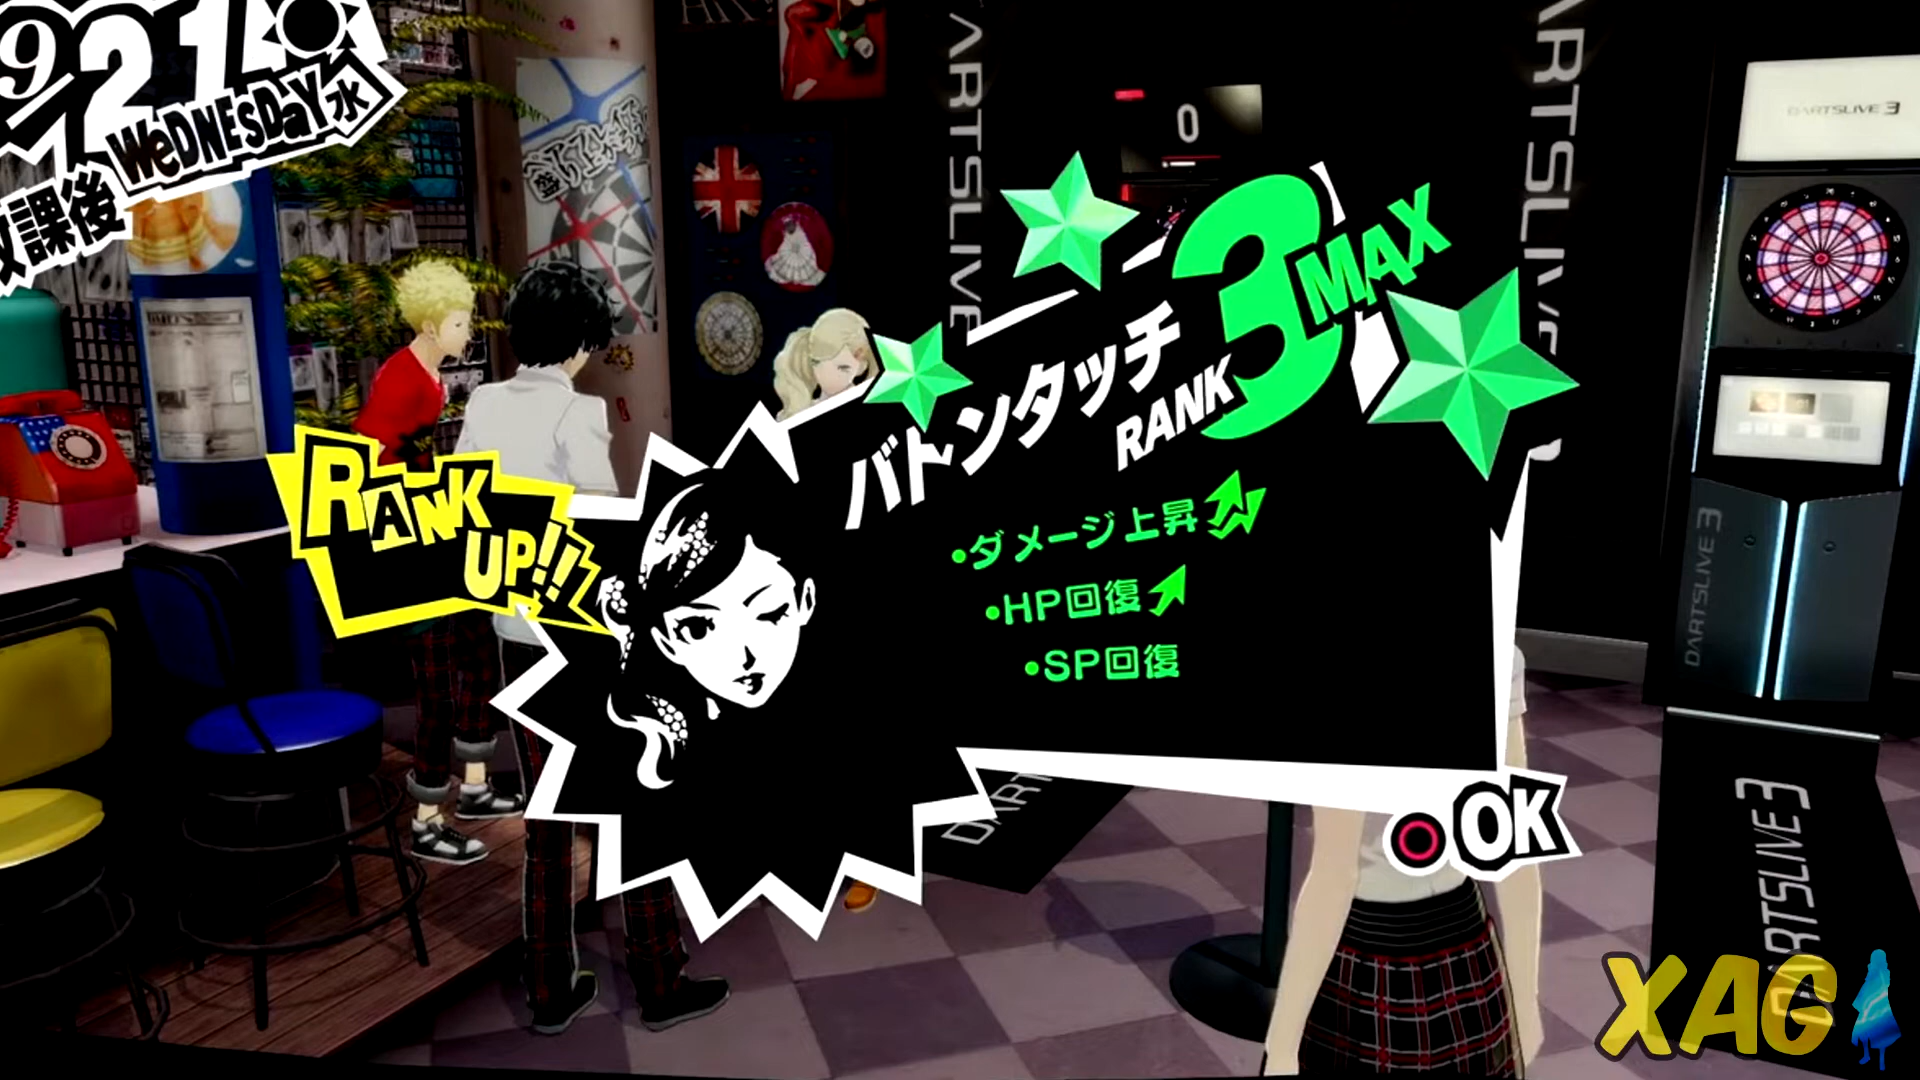 9/21
WEDNESDAY 水
放課後
DARTSLIVE
0
DARTSLIVE 3
バトンタッチ
RANK 3 MAX
RANK UP!!
•ダメージ上昇
•HP回復
•SP回復
DARTSLIVE 3
DARTSLIVE 3
OK
XAG